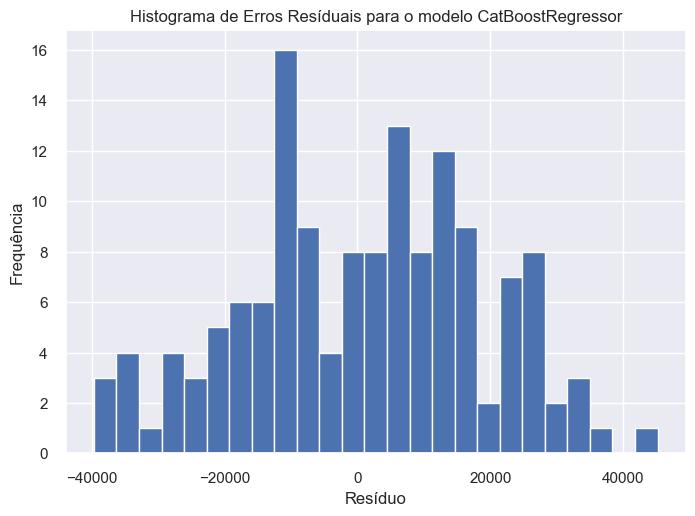 Histograma de Erros Resíduais para o modelo CatBoostRegressor
16
14
12
10
8
6
4
2
0
Frequência
−40000 −20000 0 20000 40000
Resíduo